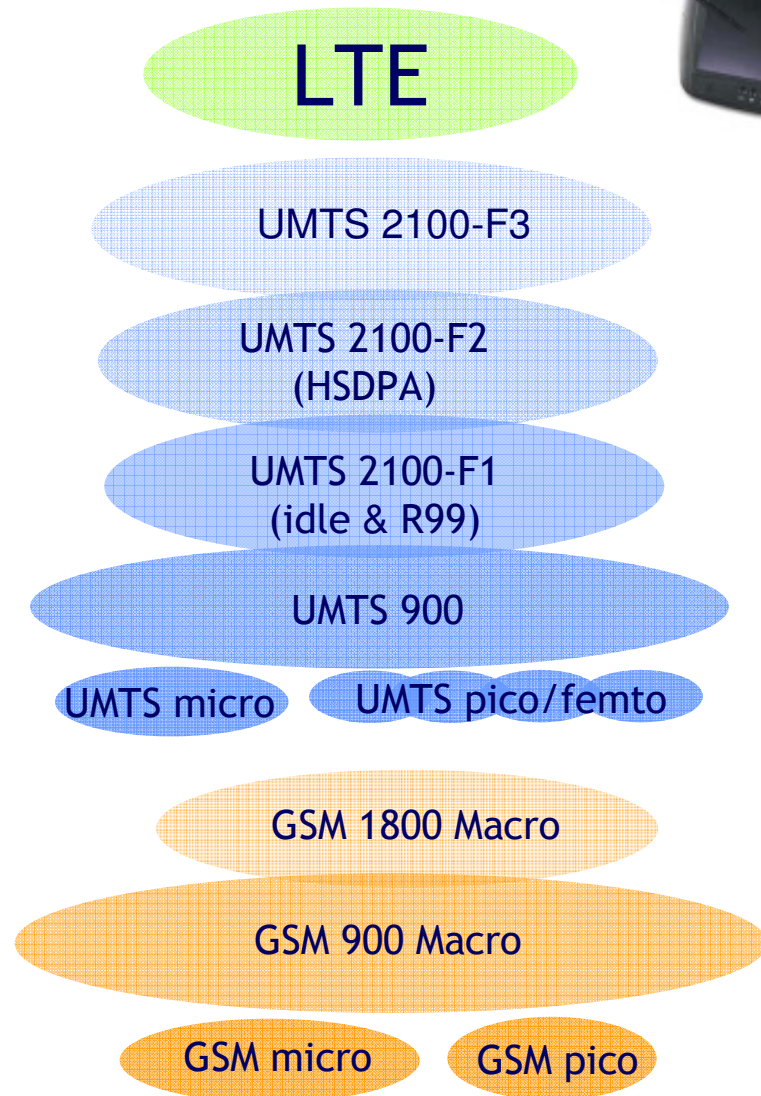 LTE
UMTS 2100-F3
UMTS 2100-F2
(HSDPA)
UMTS 2100-F1
(idle & R99)
UMTS 900
UMTS micro
UMTS pico/femto
GSM 1800 Macro
GSM 900 Macro
GSM micro
GSM pico